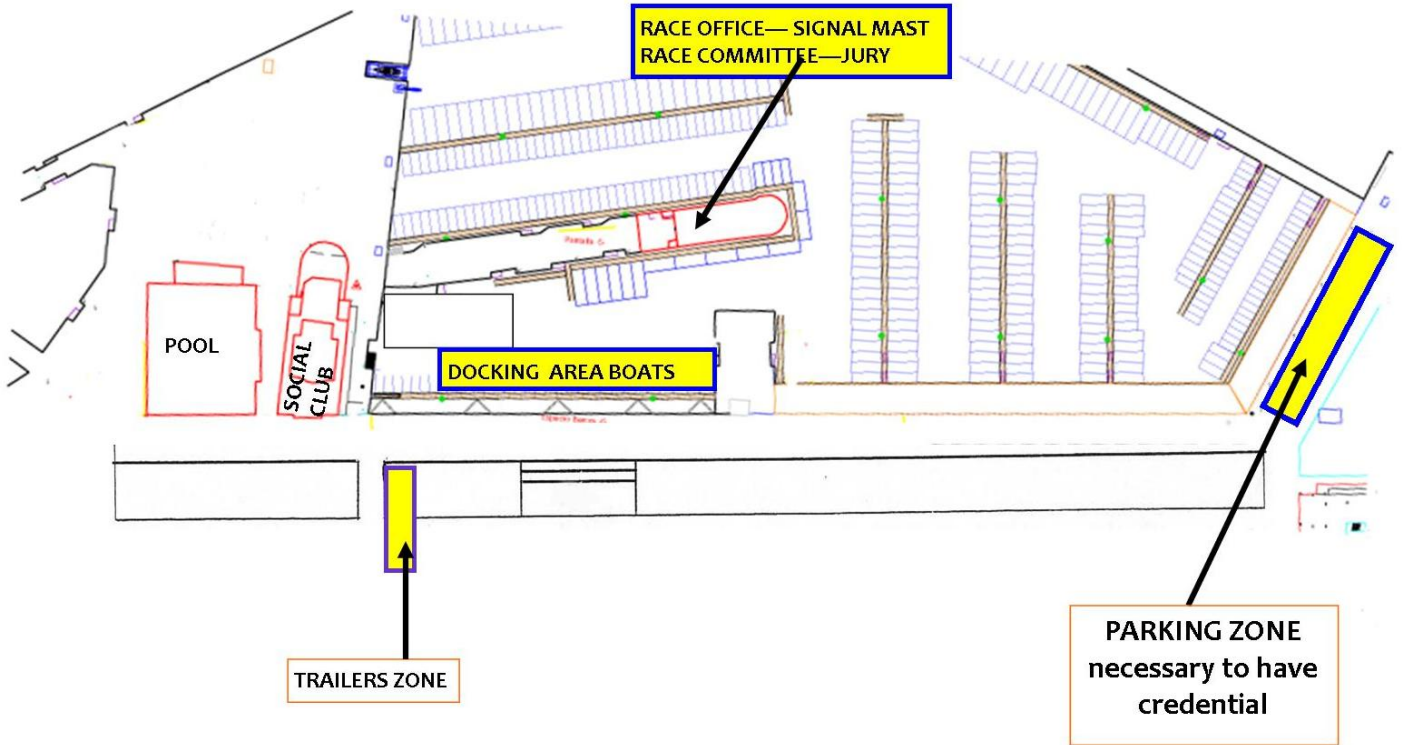 RACE OFFICE— SIGNAL MAST
RACE COMMITTEE—JURY
POOL
SOCIAL
CLUB
DOCKING AREA BOATS
TRAILERS ZONE
PARKING ZONE
necessary to have
credential